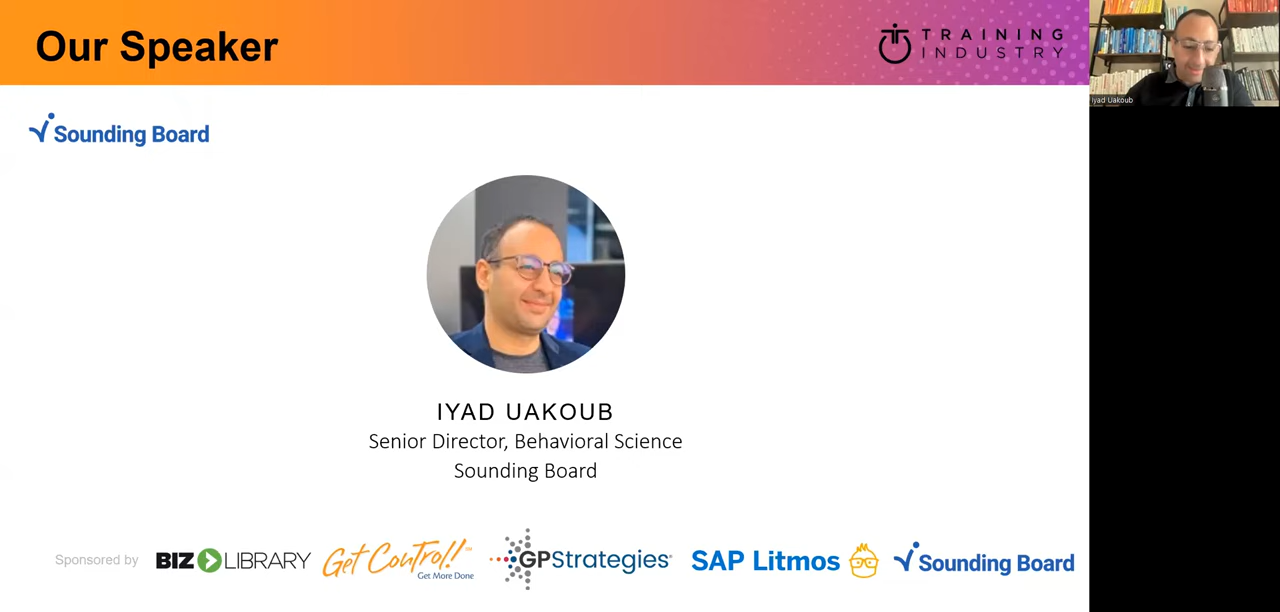 Our Speaker
TRAINING
INDUSTRY
Iyad Uakoub
Sounding Board
IYAD UAKOUB
Senior Director, Behavioral Science
Sounding Board
Sponsored by
BIZ LIBRARY
Get Control!™
Get More Done
GPStrategies®
SAP Litmos
Sounding Board